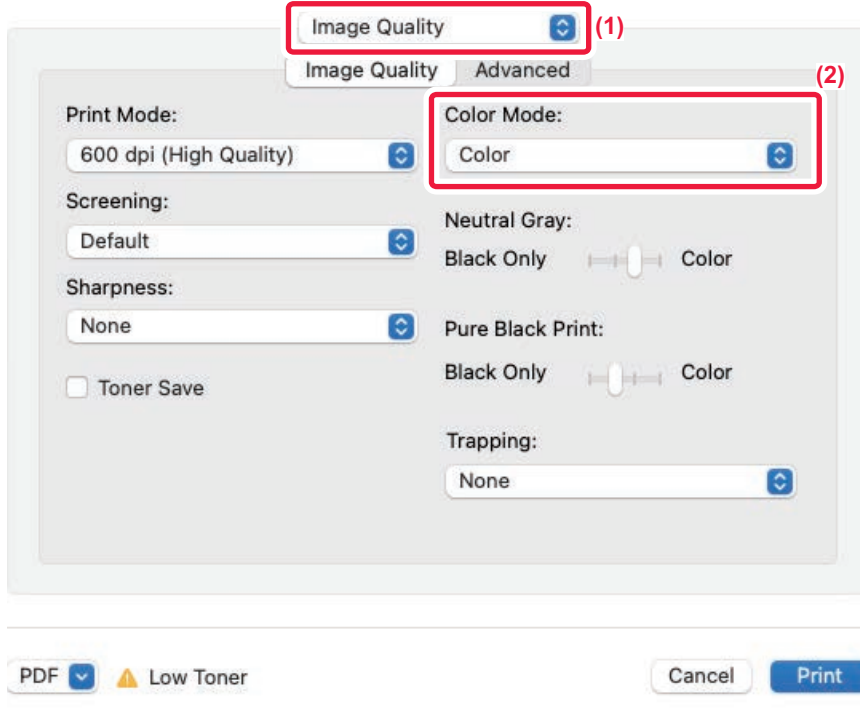 Image Quality
(1)
Image Quality
Advanced
(2)
Print Mode:
600 dpi (High Quality)
Screening:
Default
Sharpness:
None
Toner Save
Color Mode:
Color
Neutral Gray:
Black Only
Color
Pure Black Print:
Black Only
Color
Trapping:
None
PDF
Low Toner
Cancel
Print